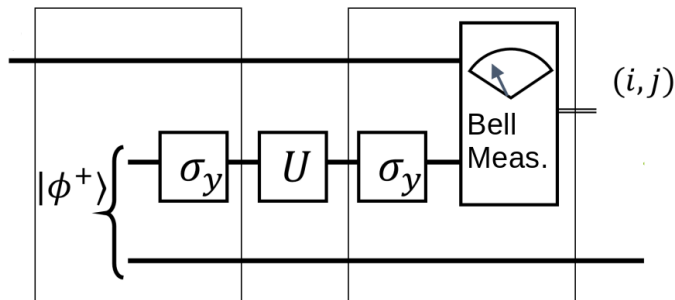 (i, j)
Bell
Meas.
σ_y U σ_y
|ϕ⁺⟩